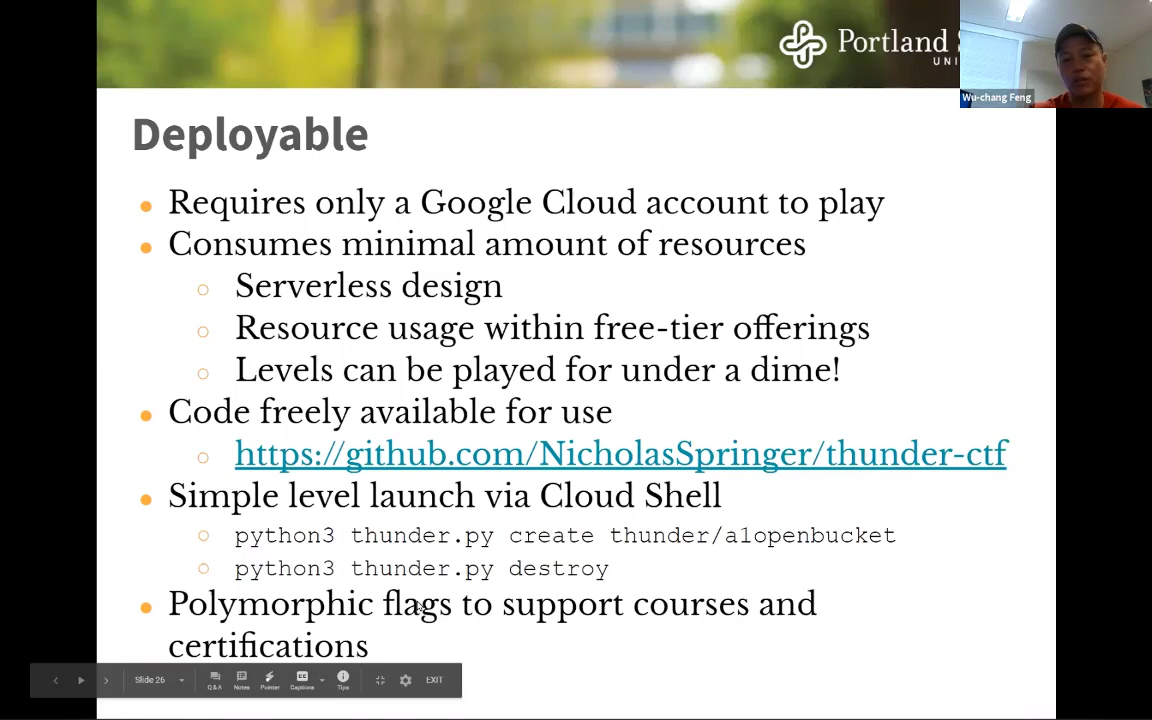 Portland S
UNI
Wu-chang Feng
Deployable
• Requires only a Google Cloud account to play
• Consumes minimal amount of resources
○ Serverless design
○ Resource usage within free-tier offerings
○ Levels can be played for under a dime!
• Code freely available for use
○ https://github.com/NicholasSpringer/thunder-ctf
• Simple level launch via Cloud Shell
○ python3 thunder.py create thunder/a1openbucket
○ python3 thunder.py destroy
• Polymorphic flags to support courses and
certifications
Slide 26
Q&A Notes Pointer Captions Tips EXIT